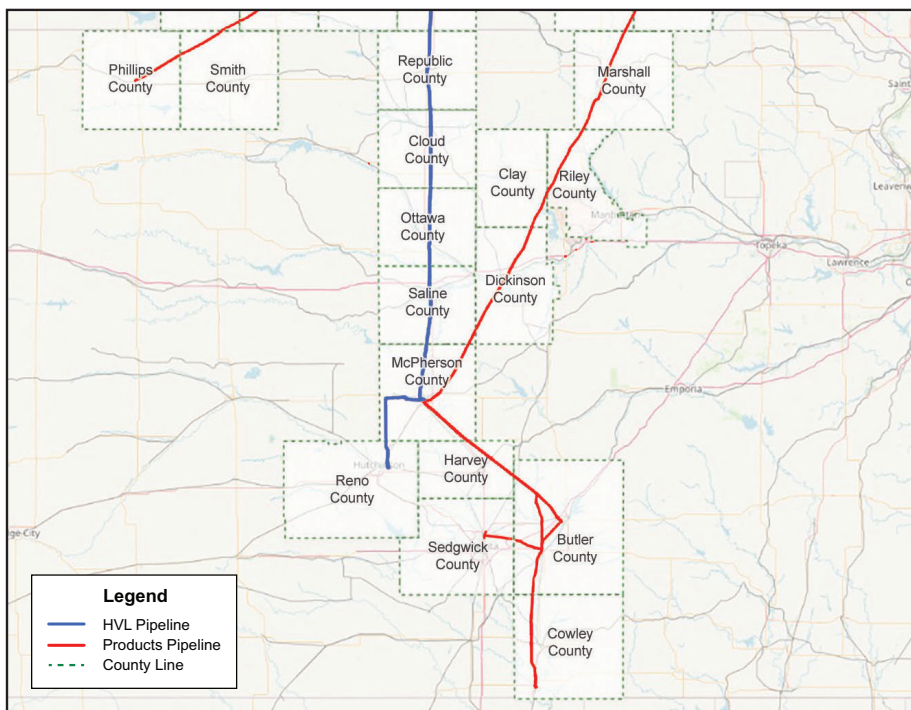 Republic
County
Phillips
County
Smith
County
Marshall
County
Saint
Cloud
County
Clay
County
Riley
County
Leavenw
Manhattan
Ottawa
County
Topeka
Lawrence
Dickinson
County
Saline
County
McPherson
County
Emporia
Hutchinson
Harvey
County
Reno
County
ge City
Sedgwick
County
Butler
County
Legend
HVL Pipeline
Products Pipeline
County Line
Cowley
County